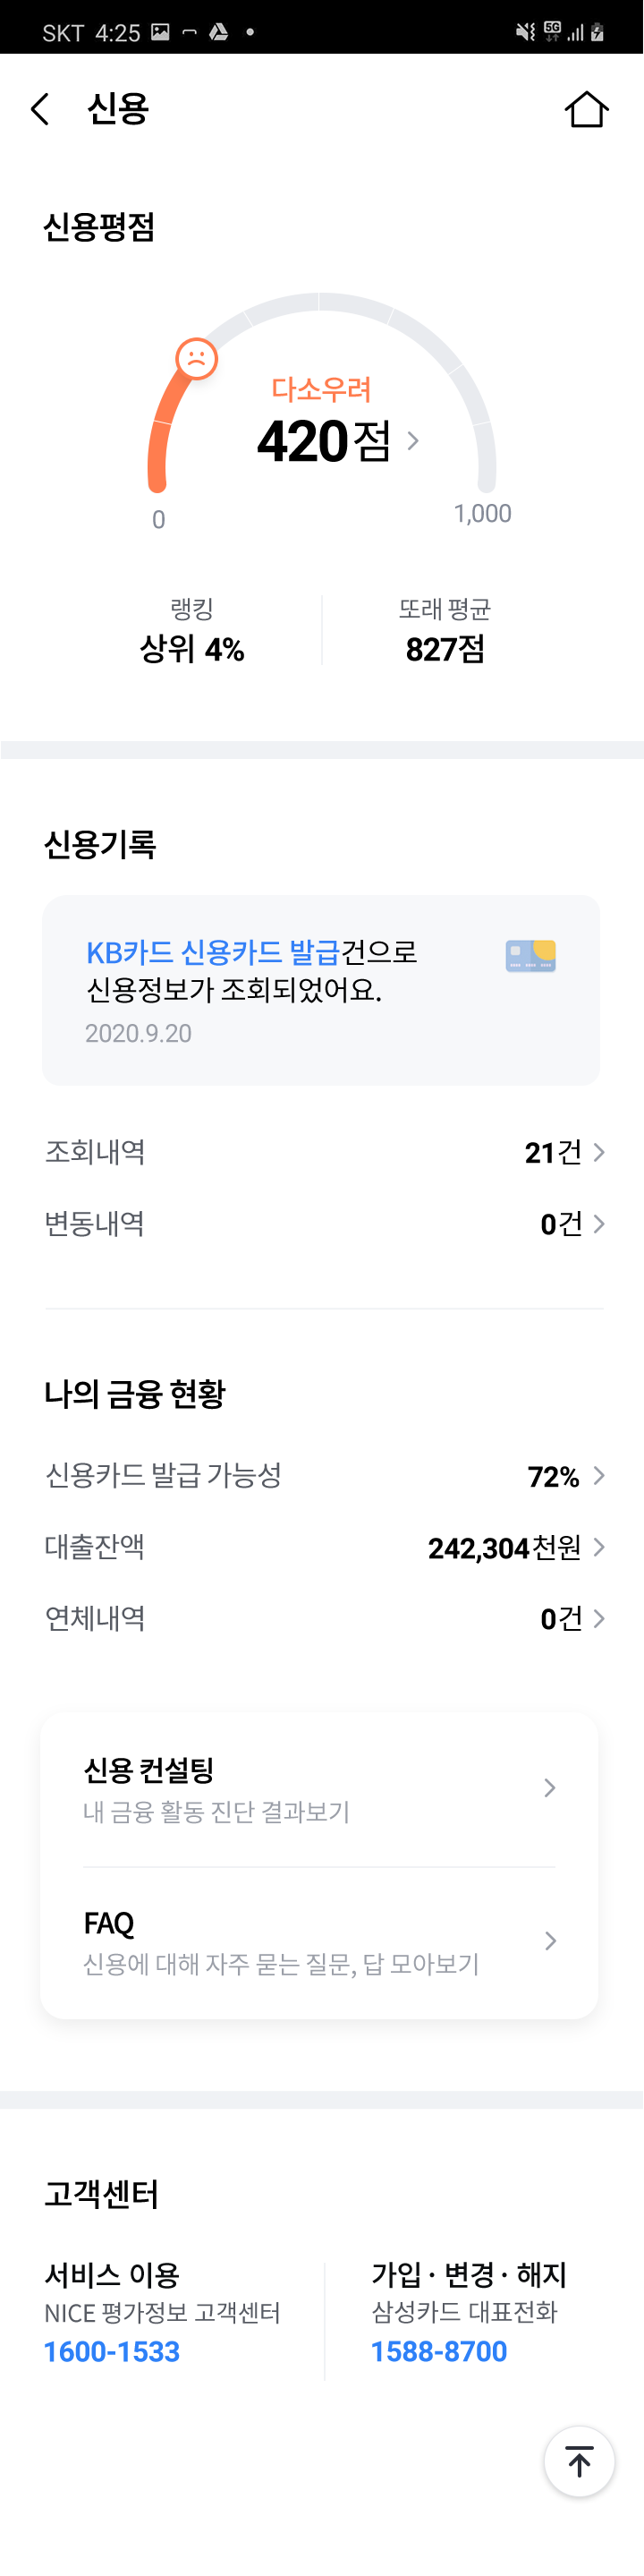 SKT 4:25
5G
신용
신용평점
다소우려
420점
0
1,000
랭킹
또래 평균
상위 4%
827점
신용기록
KB카드 신용카드 발급건으로
신용정보가 조회되었어요.
2020.9.20
조회내역
21건
변동내역
0건
나의 금융 현황
신용카드 발급 가능성
72%
대출잔액
242,304천원
연체내역
0건
신용 컨설팅
내 금융 활동 진단 결과보기
FAQ
신용에 대해 자주 묻는 질문, 답 모아보기
고객센터
서비스 이용
NICE 평가정보 고객센터
1600-1533
가입 · 변경 · 해지
삼성카드 대표전화
1588-8700